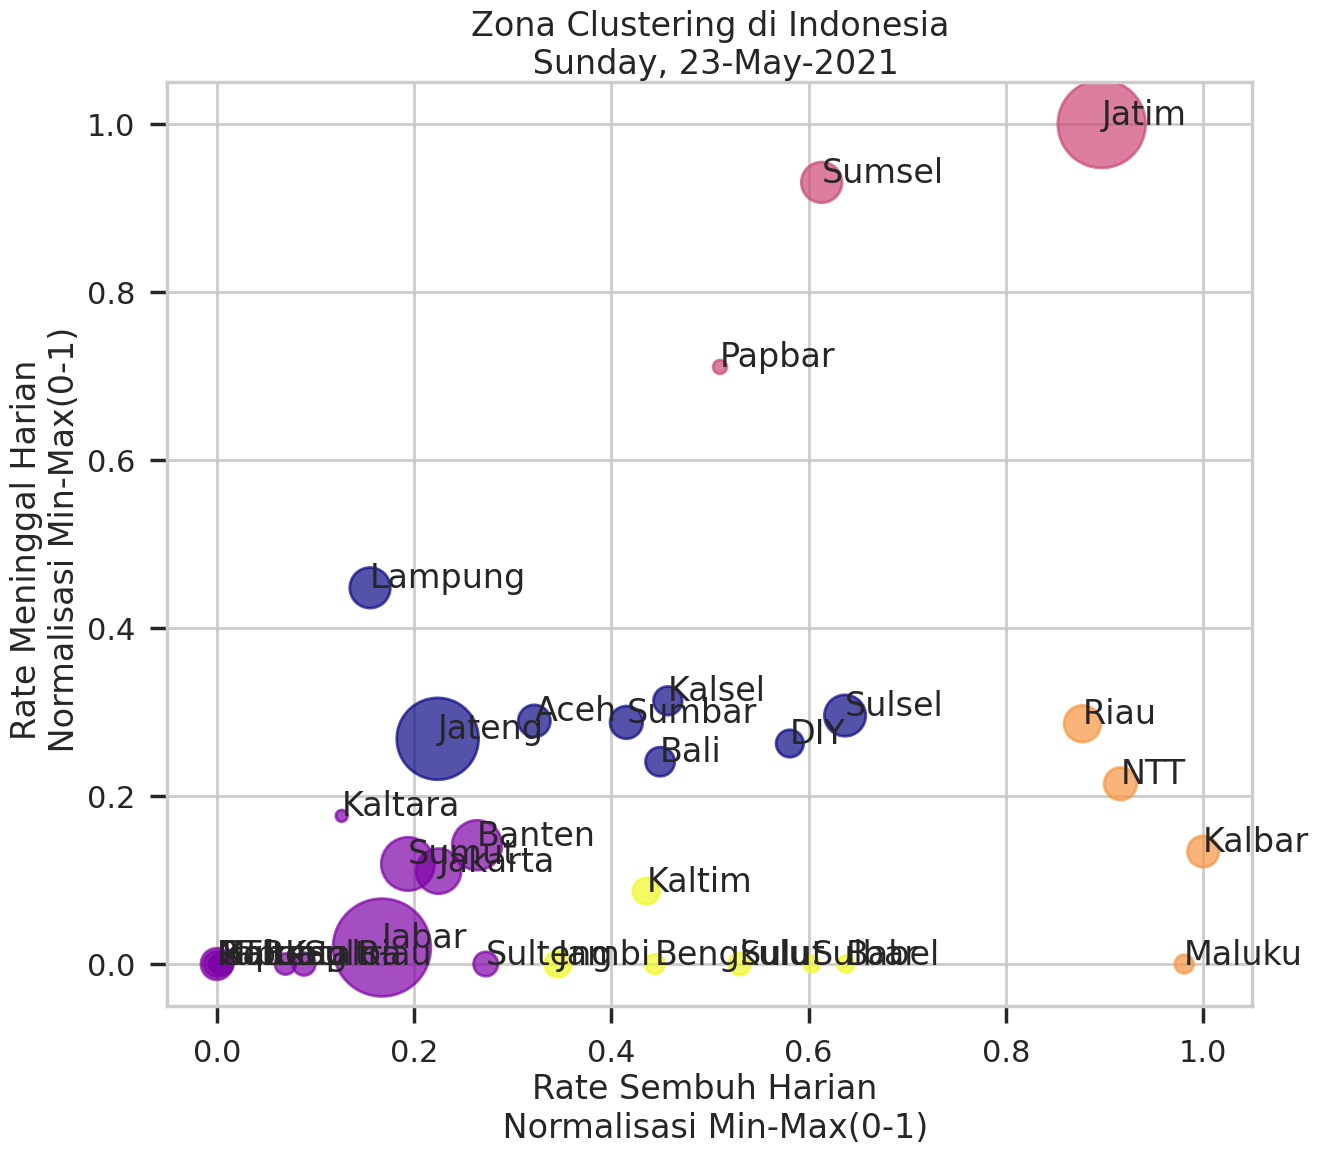 Zona Clustering di Indonesia
Sunday, 23-May-2021
Rate Meninggal Harian
Normalisasi Min-Max(0-1)
1.0
0.8
0.6
0.4
0.2
0.0
Jatim
Sumsel
Papbar
Lampung
Kalsel
Aceh
Sumbar
Sulsel
Riau
Jateng
DIY
Bali
NTT
Kaltara
Banten
Kalbar
Sumut
Jakarta
Kaltim
Jabar
Sulteng
Jambi
Bengkulu
Sulut
Sulbar
Babel
Maluku
0.0
0.2
0.4
0.6
0.8
1.0
Rate Sembuh Harian
Normalisasi Min-Max(0-1)